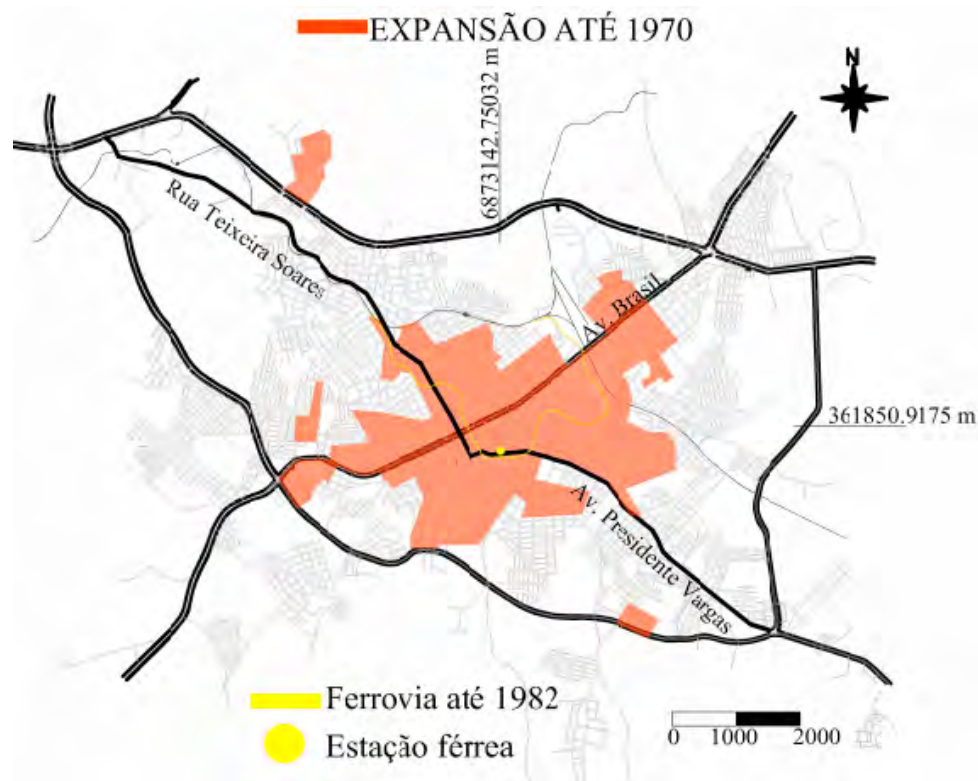 EXPANSÃO ATÉ 1970
N
6873142.75032 m
Rua Teixeira Soares
Av. Brasil
361850.9175 m
Av. Presidente Vargas
Ferrovia até 1982
Estação férrea
0 1000 2000